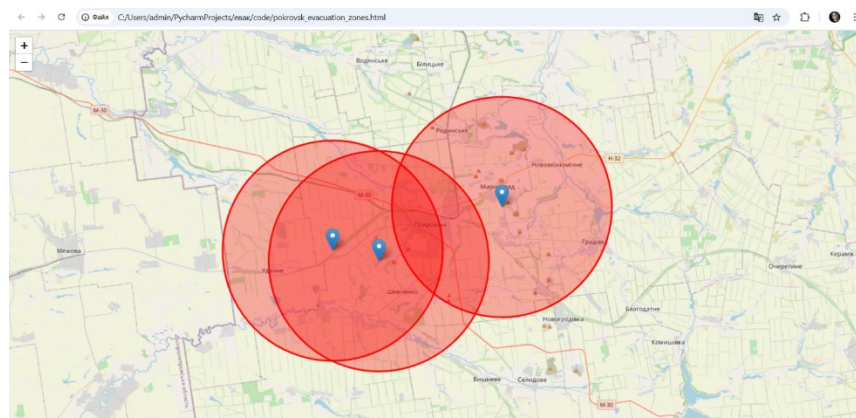 Файл C:/Users/admin/PycharmProjects/евак/code/pokrovsk_evacuation_zones.html
+
−
Водянське
Білицьке
М-30
Родинське
Новоекономічне
Н-32
Мирноград
М-30
Покровськ
Гродівка
Межова
Удачне
Очеретине
Керамік
Шевченко
Благодатне
Новогродівка
Комишівка
Вишневе
Селидове
М-30